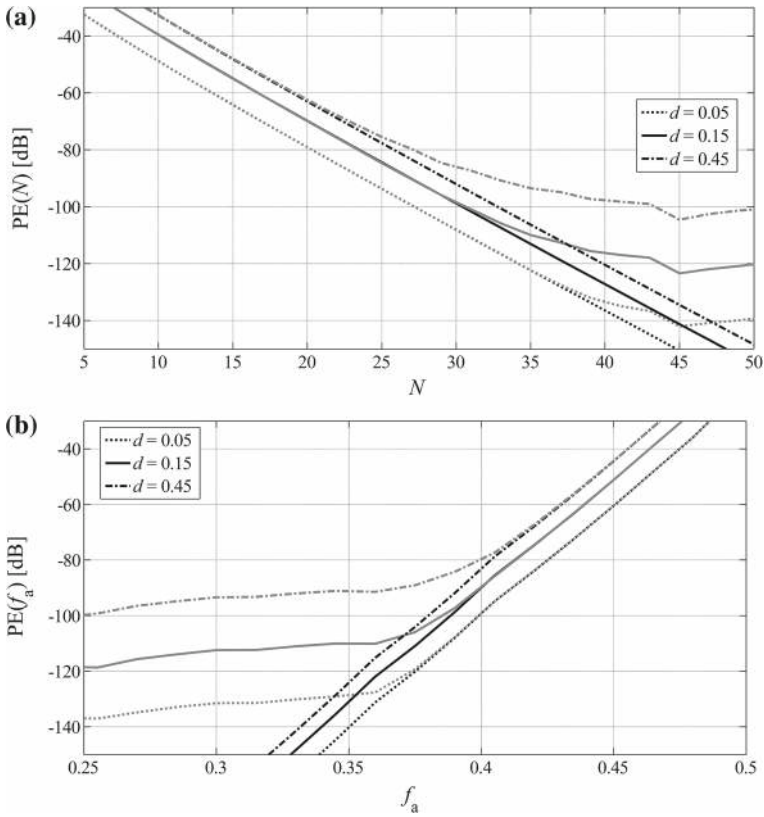 (a)
-40
-60
-80
-100
-120
-140
PE(N) [dB]
d = 0.05
d = 0.15
d = 0.45
5 10 15 20 25 30 35 40 45 50
N
(b)
-40
-60
-80
-100
-120
-140
PE(fa) [dB]
d = 0.05
d = 0.15
d = 0.45
0.25 0.3 0.35 0.4 0.45 0.5
fa